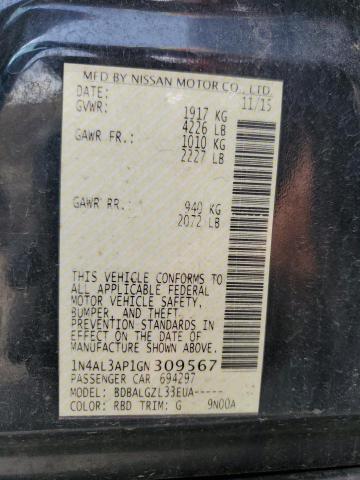 MFD BY NISSAN MOTOR CO., LTD.
DATE: 11/15
GVWR: 1917 KG
4226 LB
GAWR FR.: 1010 KG
2227 LB
GAWR RR.: 940 KG
2072 LB
THIS VEHICLE CONFORMS TO
ALL APPLICABLE FEDERAL
MOTOR VEHICLE SAFETY,
BUMPER, AND THEFT
PREVENTION STANDARDS IN
EFFECT ON THE DATE OF
MANUFACTURE SHOWN ABOVE.
1N4AL3AP1GN 309567
PASSENGER CAR 694297
MODEL: BDBALGZL33EUA-----
COLOR: RBD TRIM: G 9N00A